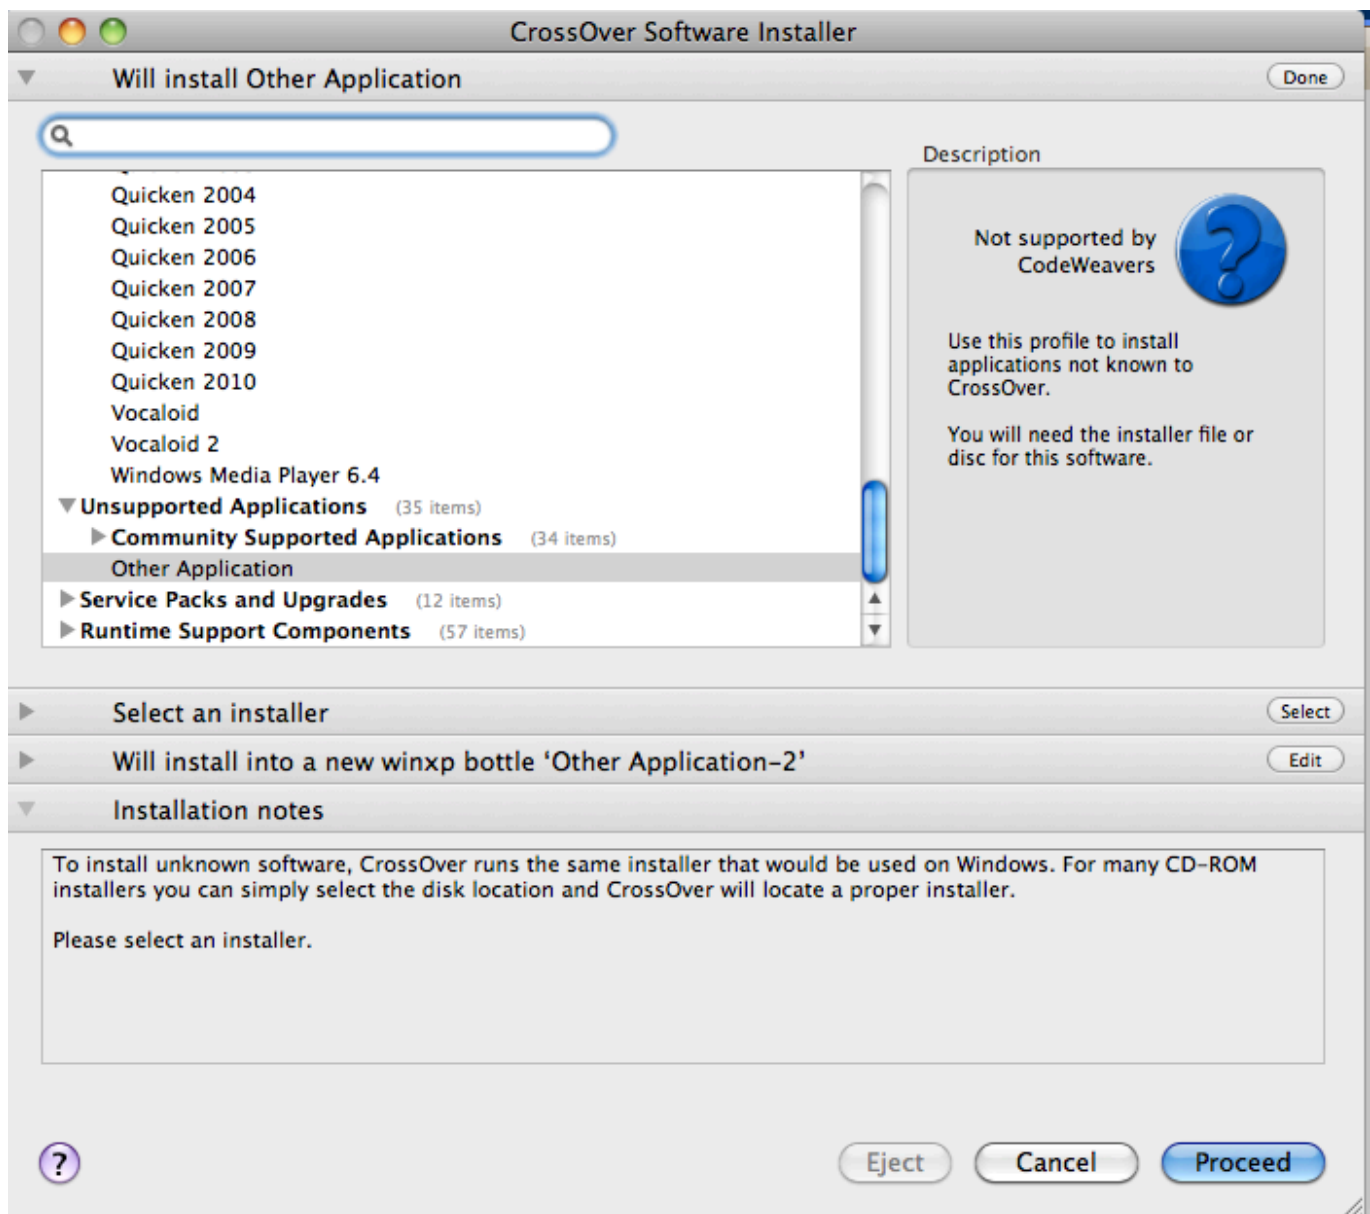 CrossOver Software Installer
Will install Other Application
Done
Description
Quicken 2004
Quicken 2005
Quicken 2006
Quicken 2007
Quicken 2008
Quicken 2009
Quicken 2010
Vocaloid
Vocaloid 2
Windows Media Player 6.4
Unsupported Applications (35 items)
Community Supported Applications (34 items)
Other Application
Service Packs and Upgrades (12 items)
Runtime Support Components (57 items)
Not supported by
CodeWeavers
?
Use this profile to install
applications not known to
CrossOver.
You will need the installer file or
disc for this software.
Select an installer
Select
Will install into a new winxp bottle ‘Other Application-2’
Edit
Installation notes
To install unknown software, CrossOver runs the same installer that would be used on Windows. For many CD-ROM
installers you can simply select the disk location and CrossOver will locate a proper installer.
Please select an installer.
?
Eject
Cancel
Proceed